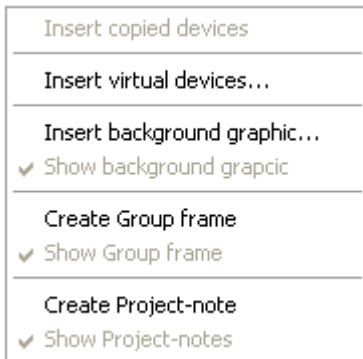 Insert copied devices
Insert virtual devices...
Insert background graphic...
Show background grapcic
Create Group frame
Show Group frame
Create Project-note
Show Project-notes